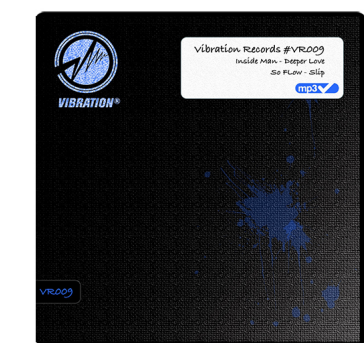 Vibration Records #VR009
Inside Man - Deeper Love
So FLow - Slip
mp3
VIBRATION®
VR009